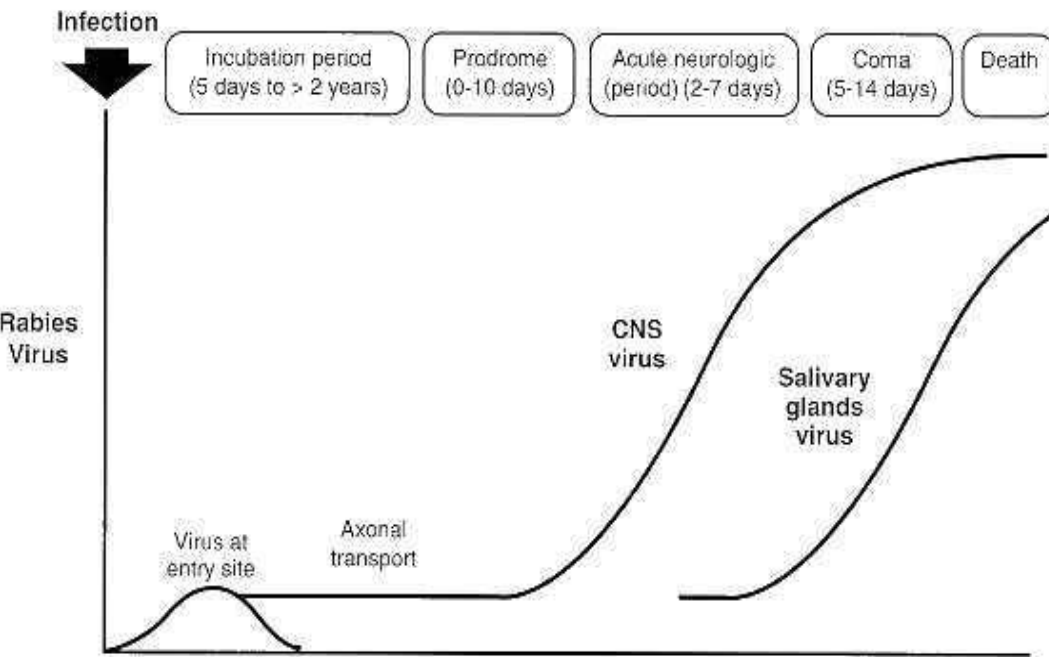 Infection
Incubation period
(5 days to > 2 years)
Prodrome
(0-10 days)
Acute neurologic
(period) (2-7 days)
Coma
(5-14 days)
Death
Rabies
Virus
CNS
virus
Salivary
glands
virus
Virus at
entry site
Axonal
transport